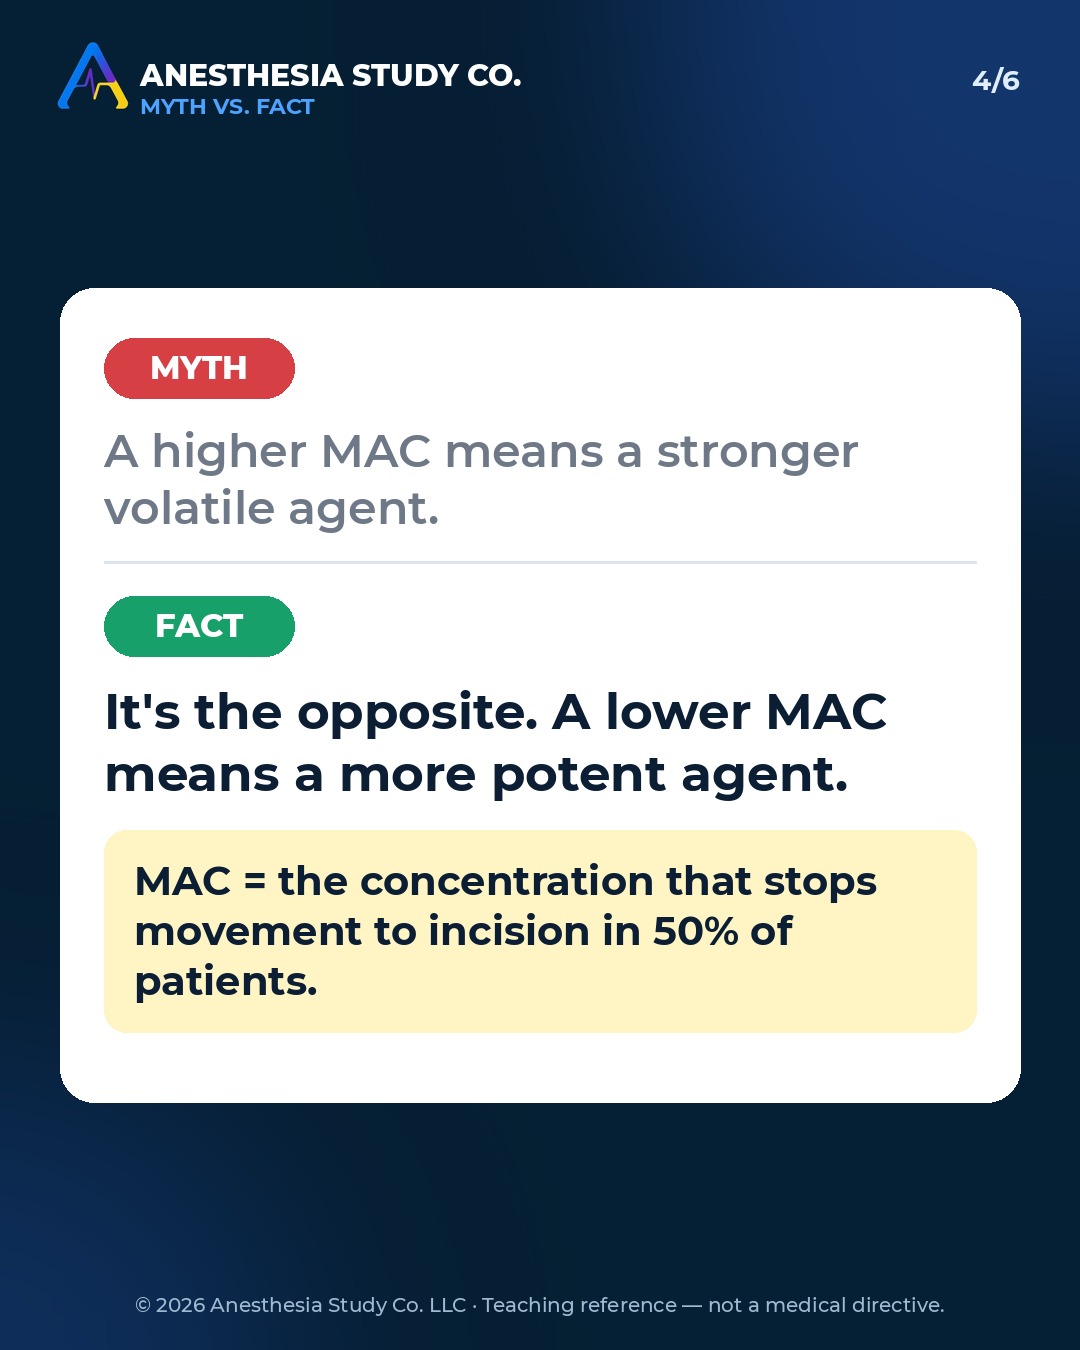 ANESTHESIA STUDY CO.
MYTH VS. FACT
4/6
MYTH
A higher MAC means a stronger
volatile agent.
FACT
It's the opposite. A lower MAC
means a more potent agent.
MAC = the concentration that stops
movement to incision in 50% of
patients.
© 2026 Anesthesia Study Co. LLC · Teaching reference — not a medical directive.